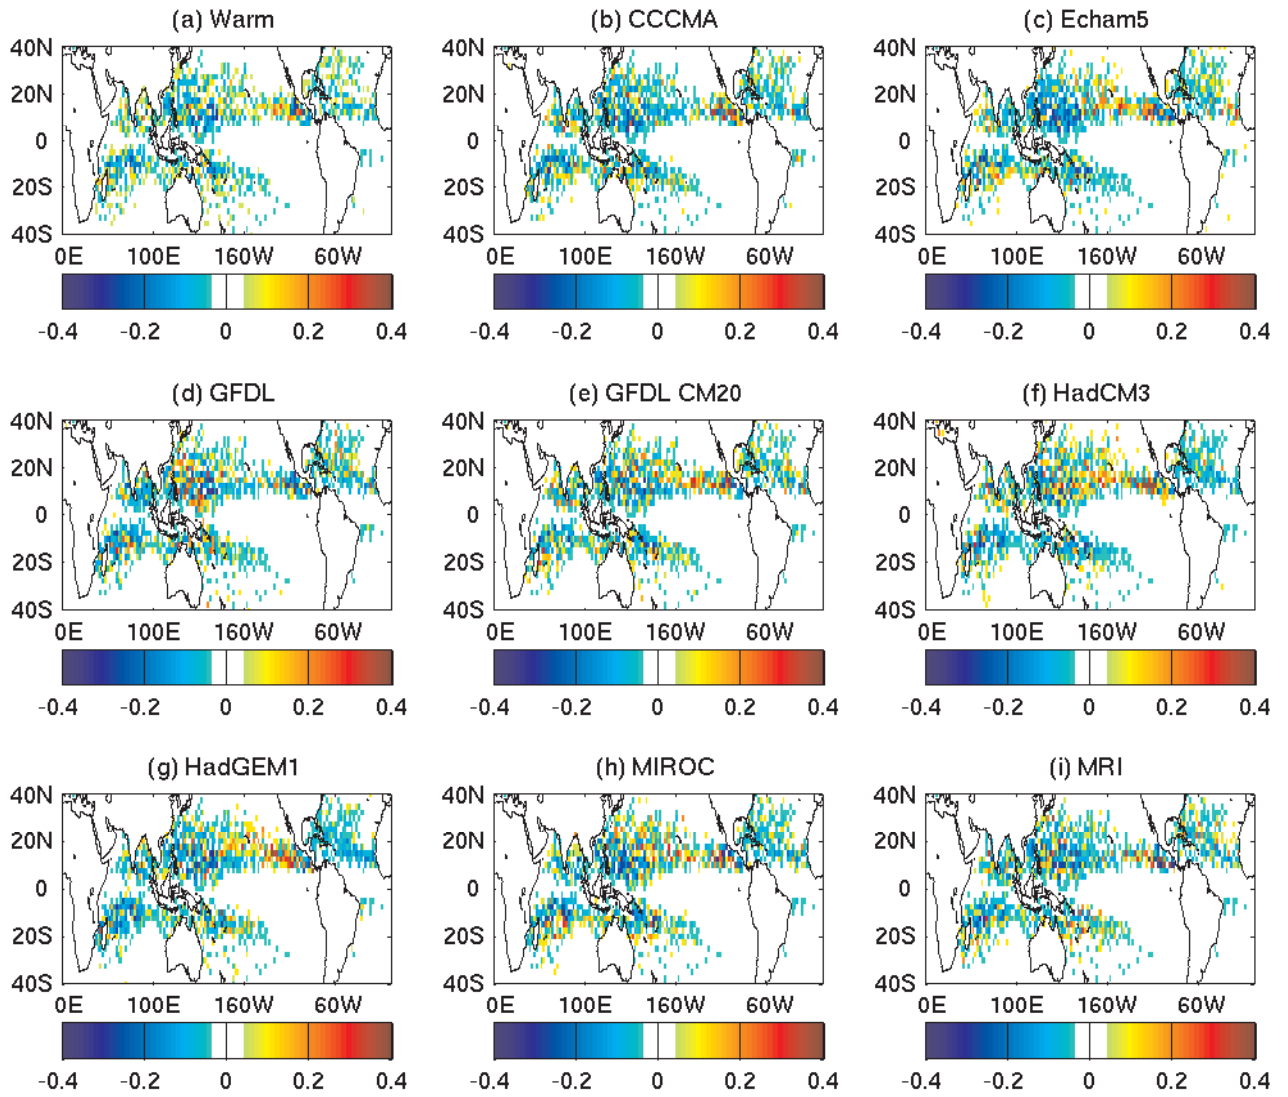 (a) Warm (b) CCCMA (c) Echam5
40N 40N 40N
20N 20N 20N
0 0 0
20S 20S 20S
40S 40S 40S
0E 100E 160W 60W 0E 100E 160W 60W 0E 100E 160W 60W
-0.4 -0.2 0 0.2 0.4 -0.4 -0.2 0 0.2 0.4 -0.4 -0.2 0 0.2 0.4
(d) GFDL (e) GFDL CM20 (f) HadCM3
40N 40N 40N
20N 20N 20N
0 0 0
20S 20S 20S
40S 40S 40S
0E 100E 160W 60W 0E 100E 160W 60W 0E 100E 160W 60W
-0.4 -0.2 0 0.2 0.4 -0.4 -0.2 0 0.2 0.4 -0.4 -0.2 0 0.2 0.4
(g) HadGEM1 (h) MIROC (i) MRI
40N 40N 40N
20N 20N 20N
0 0 0
20S 20S 20S
40S 40S 40S
0E 100E 160W 60W 0E 100E 160W 60W 0E 100E 160W 60W
-0.4 -0.2 0 0.2 0.4 -0.4 -0.2 0 0.2 0.4 -0.4 -0.2 0 0.2 0.4